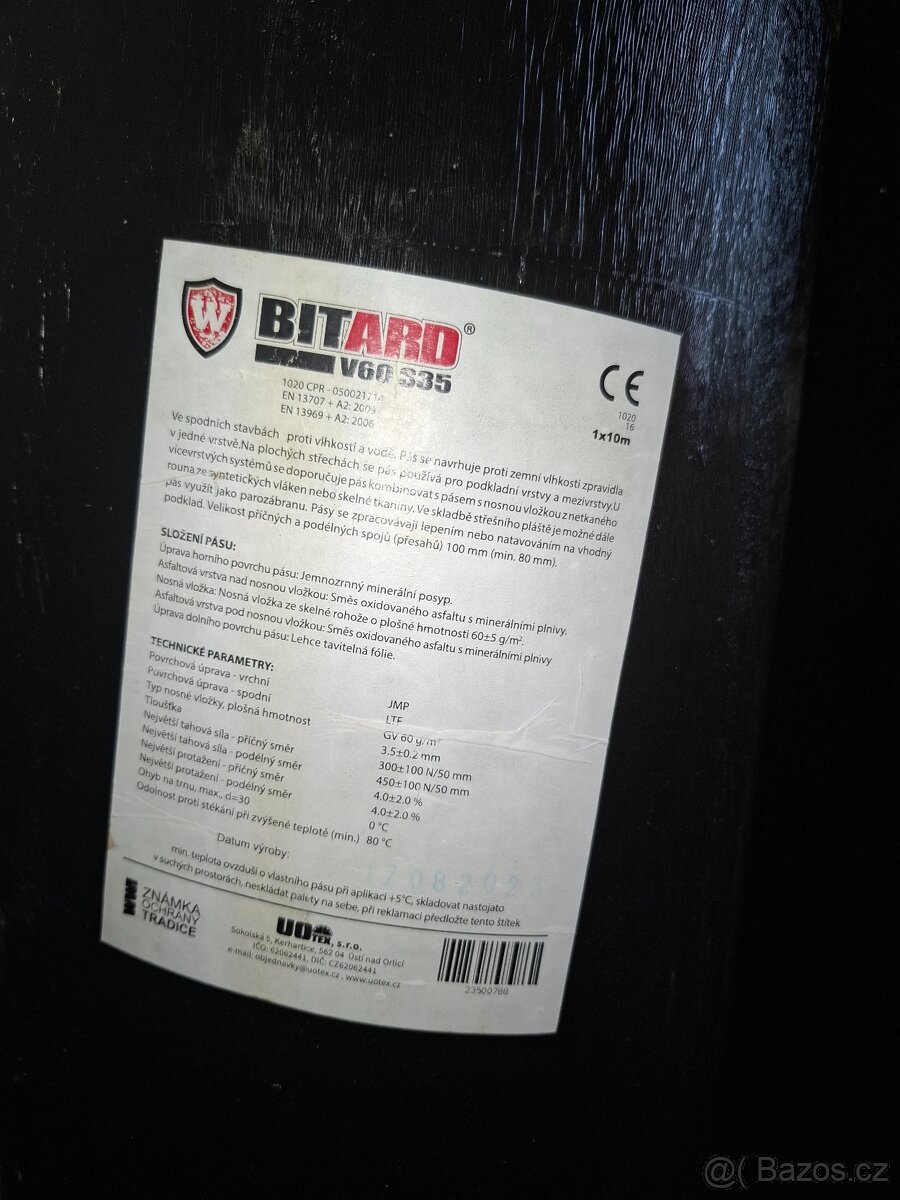 W
BITARD®
V60 S35
1020 CPR - 050021714
EN 13707 + A2: 2009
EN 13969 + A2: 2006
CE
1020
16
1x10m
Ve spodních stavbách proti vlhkosti a vodě. Pás se navrhuje proti zemní vlhkosti zpravidla
v jedné vrstvě.Na plochých střechách se pás používá pro podkladní vrstvy a mezivrstvy.U
vícevrstvých systémů se doporučuje pás kombinovat s pásem s nosnou vložkou z netkaného
rouna ze syntetických vláken nebo skelné tkaniny. Ve skladbě střešního pláště je možné dále
pás využít jako parozábranu. Pásy se zpracovávají lepením nebo natavováním na vhodný
podklad. Velikost příčných a podélných spojů (přesahů) 100 mm (min. 80 mm).
SLOŽENÍ PÁSU:
Úprava horního povrchu pásu: Jemnozrnný minerální posyp.
Asfaltová vrstva nad nosnou vložkou: Směs oxidovaného asfaltu s minerálními plnivy.
Nosná vložka: Nosná vložka ze skelné rohože o plošné hmotnosti 60±5 g/m².
Asfaltová vrstva pod nosnou vložkou: Směs oxidovaného asfaltu s minerálními plnivy
Úprava dolního povrchu pásu: Lehce tavitelná fólie.
TECHNICKÉ PARAMETRY:
Povrchová úprava - vrchní JMP
Povrchová úprava - spodní LTF
Typ nosné vložky, plošná hmotnost GV 60 g/m²
Tloušťka 3.5±0.2 mm
Největší tahová síla - příčný směr 300±100 N/50 mm
Největší tahová síla - podélný směr 450±100 N/50 mm
Největší protažení - příčný směr 4.0±2.0 %
Největší protažení - podélný směr 4.0±2.0 %
Ohyb na trnu, max., d=30 0 °C
Odolnost proti stékání při zvýšené teplotě (min.) 80 °C
Datum výroby:
min. teplota ovzduší o vlastního pásu při aplikací +5°C, skladovat nastojato
v suchých prostorách, neskládat palety na sebe, při reklamaci předložte tento štítek
ZNÁMKA
OCHRANY
TRADICE
UOTEX, s.r.o.
Sokolská 5, Kerhartice, 562 04 Ústí nad Orlicí
IČO: 62062441, DIČ: CZ62062441
e-mail: objednavky@uotex.cz , www.uotex.cz
23500788
@( Bazos.cz